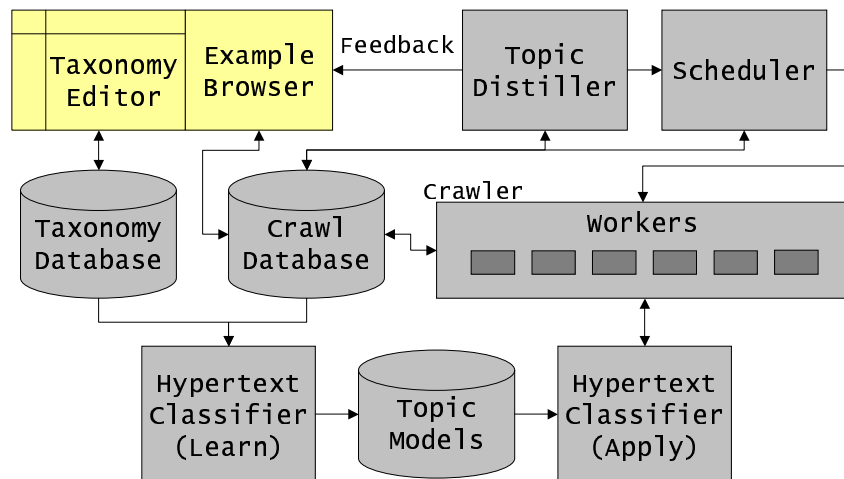 Taxonomy
Editor
Example
Browser
Feedback
Topic
Distiller
Scheduler
Taxonomy
Database
Crawl
Database
Crawler
Workers
Hypertext
Classifier
(Learn)
Topic
Models
Hypertext
Classifier
(Apply)